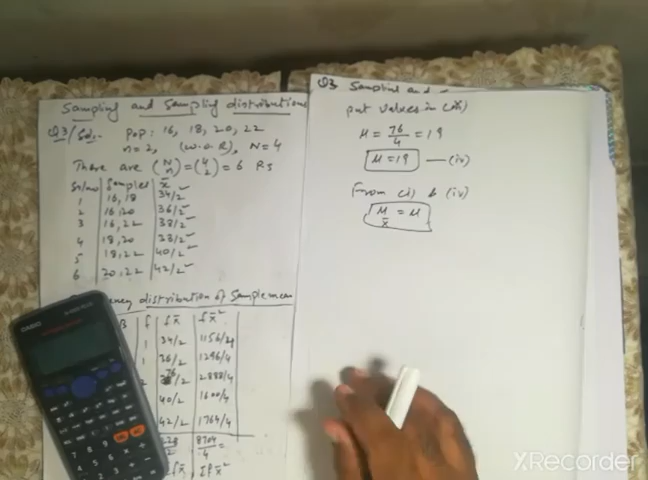 Sampling and Sampling distributions
Q3/Sol:- Pop: 16, 18, 20, 22
n=2, (w.o.R), N=4
There are (N n) = (4 2) = 6 R.S
Sr/no Samples x̄
1 16,18 34/2
2 16,20 36/2
3 16,22 38/2
4 18,20 38/2
5 18,22 40/2
6 20,22 42/2
distribution of Sample mean
f fx̄ fx̄²
1 34/2 1156/4
1 36/2 1296/4
2 76/2 2888/4
40/2 1600/4
42/2 1764/4
228/2 8704/4 =
Σfx̄²
Q3 Sampling and
put values in
μ = 76/4 = 19
μ=19 — (iv)
From (i) & (iv)
μx̄ = μ
CASIO
XRecorder